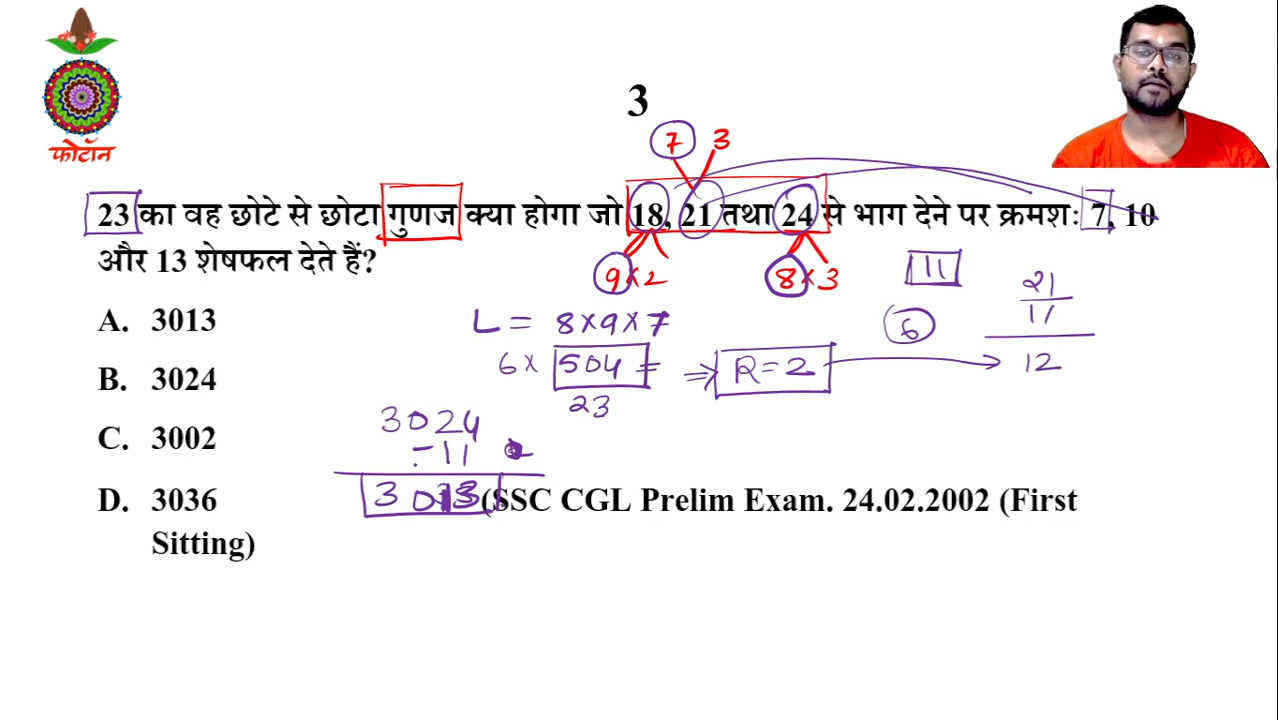 फोटॉन
3
7 3
23 का वह छोटे से छोटा गुणज क्या होगा जो 18, 21 तथा 24 से भाग देने पर क्रमशः 7, 10
और 13 शेषफल देते हैं?
9×2 8×3 11
A. 3013
L = 8×9×7 6 21
11
B. 3024
6× 504 = ⇒ R=2 12
23
C. 3002
3024
-11
D. 3036
3013 (SSC CGL Prelim Exam. 24.02.2002 (First
Sitting)